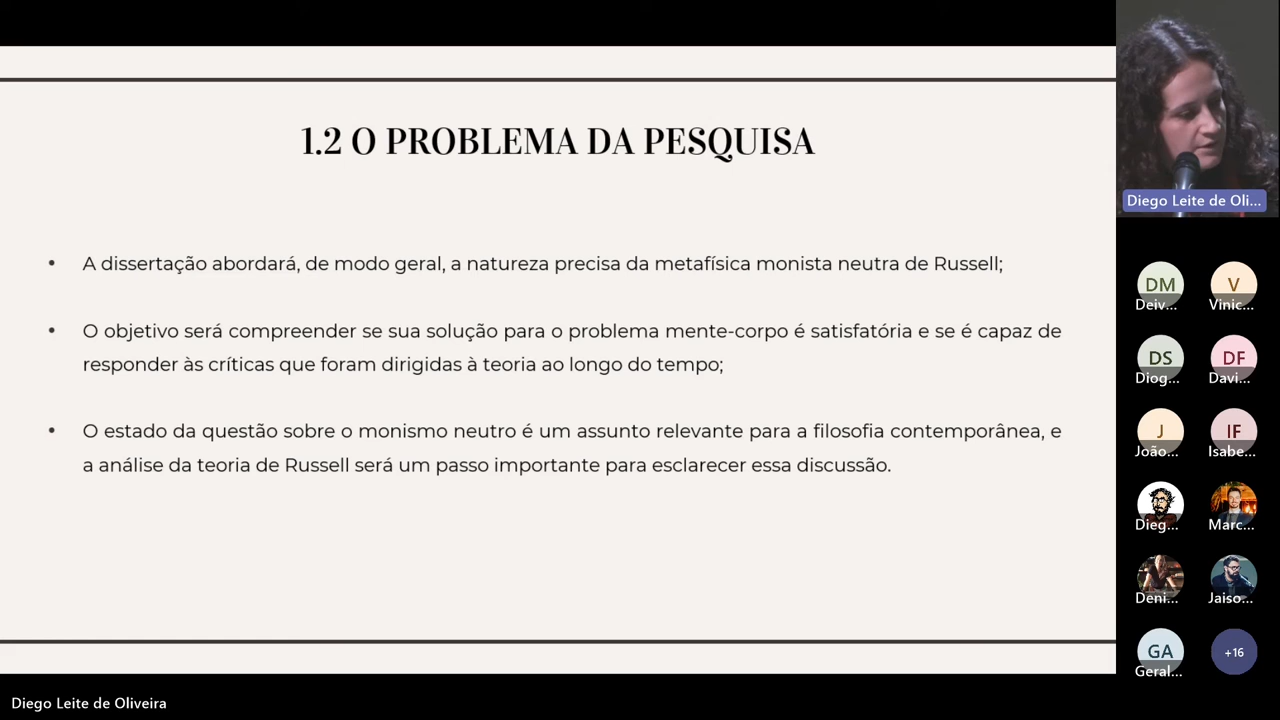 1.2 O PROBLEMA DA PESQUISA
• A dissertação abordará, de modo geral, a natureza precisa da metafísica monista neutra de Russell;
• O objetivo será compreender se sua solução para o problema mente-corpo é satisfatória e se é capaz de
responder às críticas que foram dirigidas à teoria ao longo do tempo;
• O estado da questão sobre o monismo neutro é um assunto relevante para a filosofia contemporânea, e
a análise da teoria de Russell será um passo importante para esclarecer essa discussão.
Diego Leite de Oliveira
Diego Leite de Oli...
DM
Deiv...
V
Vinic...
DS
Diog...
DF
Davi...
J
João...
IF
Isabe...
Dieg...
Marc...
Deni...
Jaiso...
GA
Geral...
+16